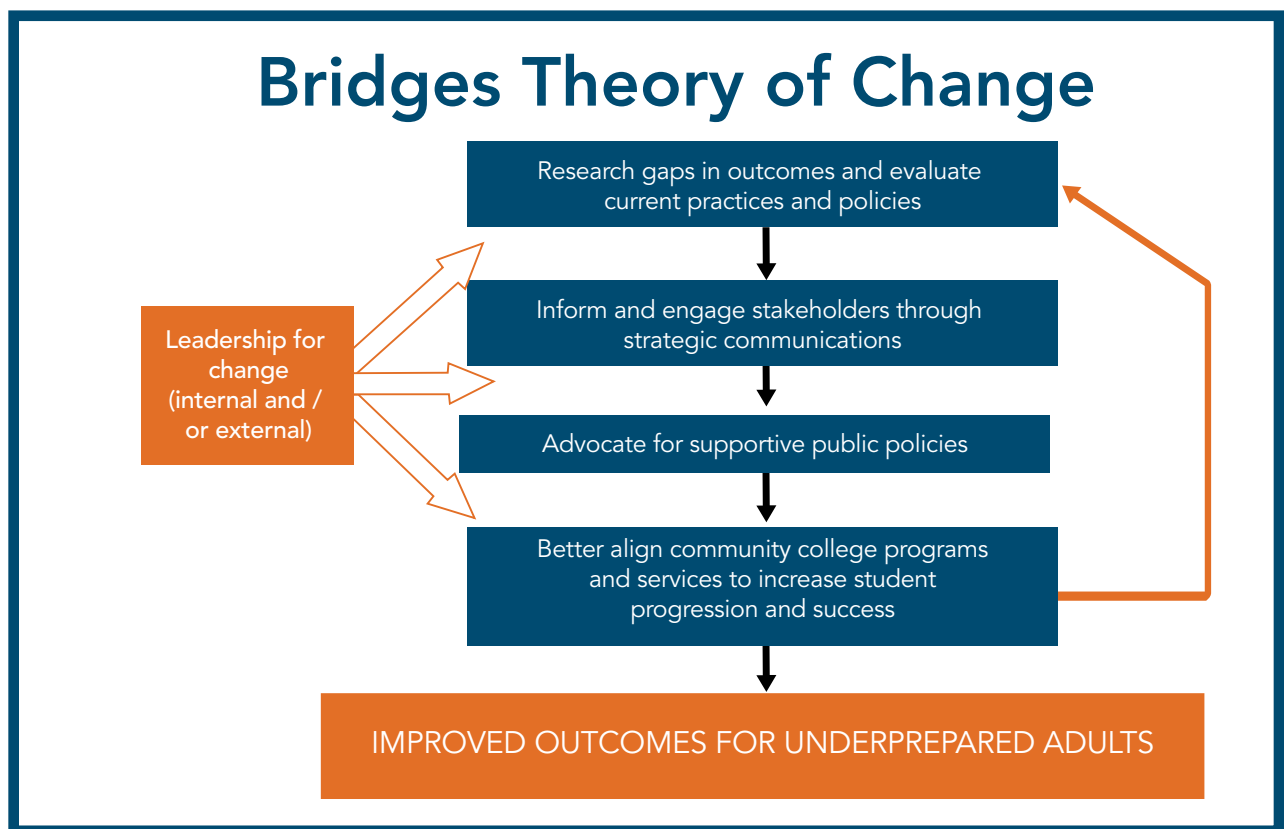 Bridges Theory of Change
Research gaps in outcomes and evaluate
current practices and policies
Inform and engage stakeholders through
strategic communications
Leadership for
change
(internal and /
or external)
Advocate for supportive public policies
Better align community college programs
and services to increase student
progression and success
IMPROVED OUTCOMES FOR UNDERPREPARED ADULTS